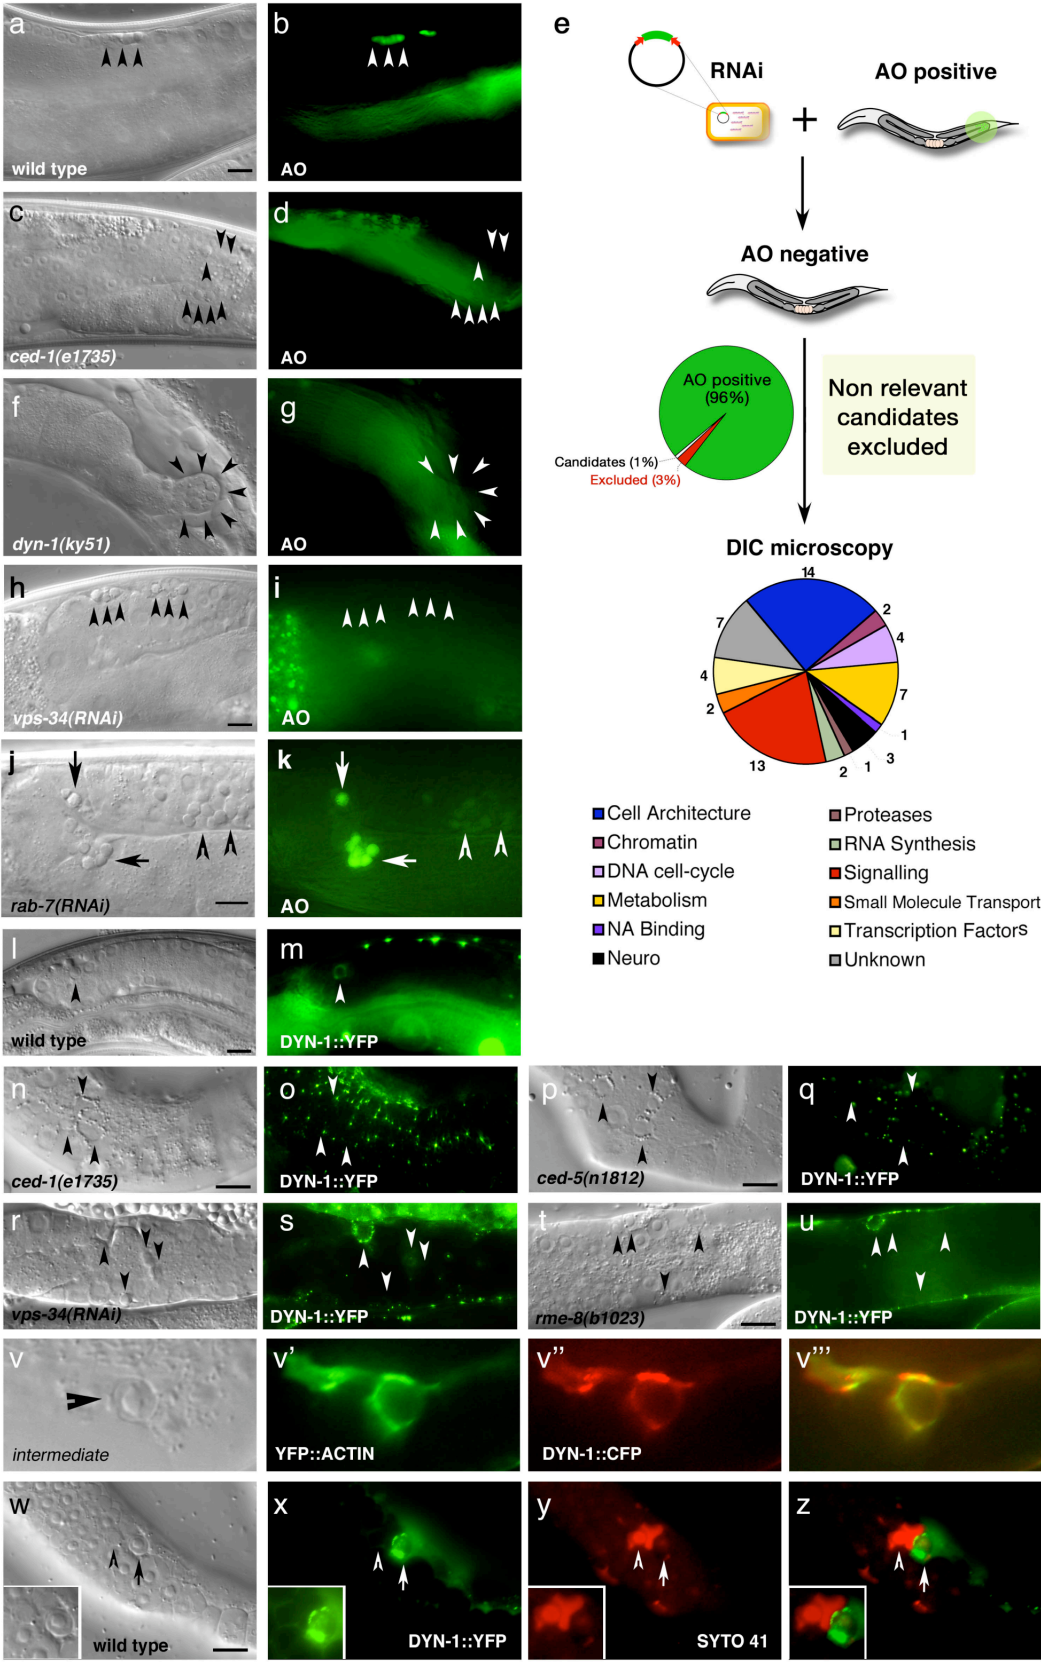 a
wild type
b
AO
c
ced-1(e1735)
d
AO
e
RNAi
+
AO positive
AO negative
AO positive
(96%)
Candidates (1%)
Excluded (3%)
Non relevant
candidates
excluded
DIC microscopy
14
2
4
7
1
3
1
2
13
2
4
7
Cell Architecture
Chromatin
DNA cell-cycle
Metabolism
NA Binding
Neuro
Proteases
RNA Synthesis
Signalling
Small Molecule Transport
Transcription Factors
Unknown
f
dyn-1(ky51)
g
AO
h
vps-34(RNAi)
i
AO
j
rab-7(RNAi)
k
AO
l
wild type
m
DYN-1::YFP
n
ced-1(e1735)
o
DYN-1::YFP
p
ced-5(n1812)
q
DYN-1::YFP
r
vps-34(RNAi)
s
DYN-1::YFP
t
rme-8(b1023)
u
DYN-1::YFP
v
intermediate
v'
YFP::ACTIN
v''
DYN-1::CFP
v'''
w
wild type
x
DYN-1::YFP
y
SYTO 41
z